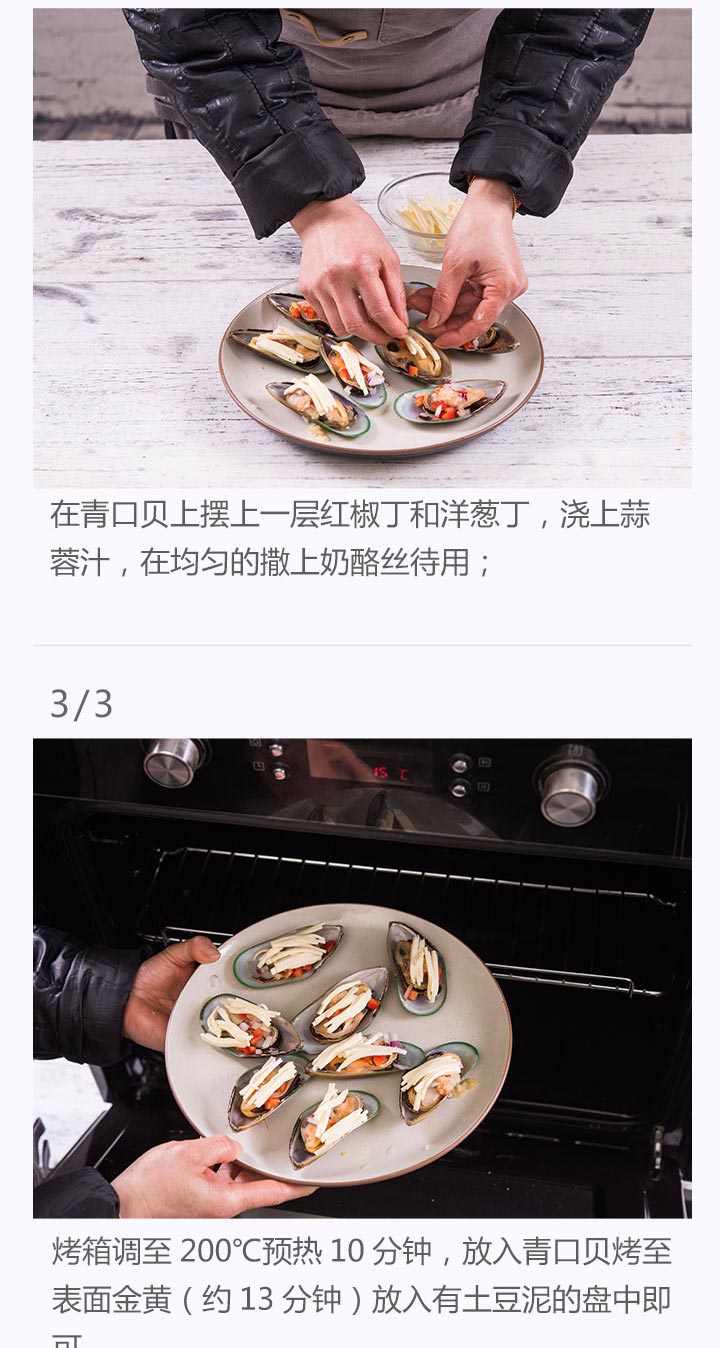 在青口贝上摆上一层红椒丁和洋葱丁，浇上蒜
蓉汁，在均匀的撒上奶酪丝待用；
3/3
15 ℃
烤箱调至 200℃预热 10 分钟，放入青口贝烤至
表面金黄（约 13 分钟）放入有土豆泥的盘中即
可